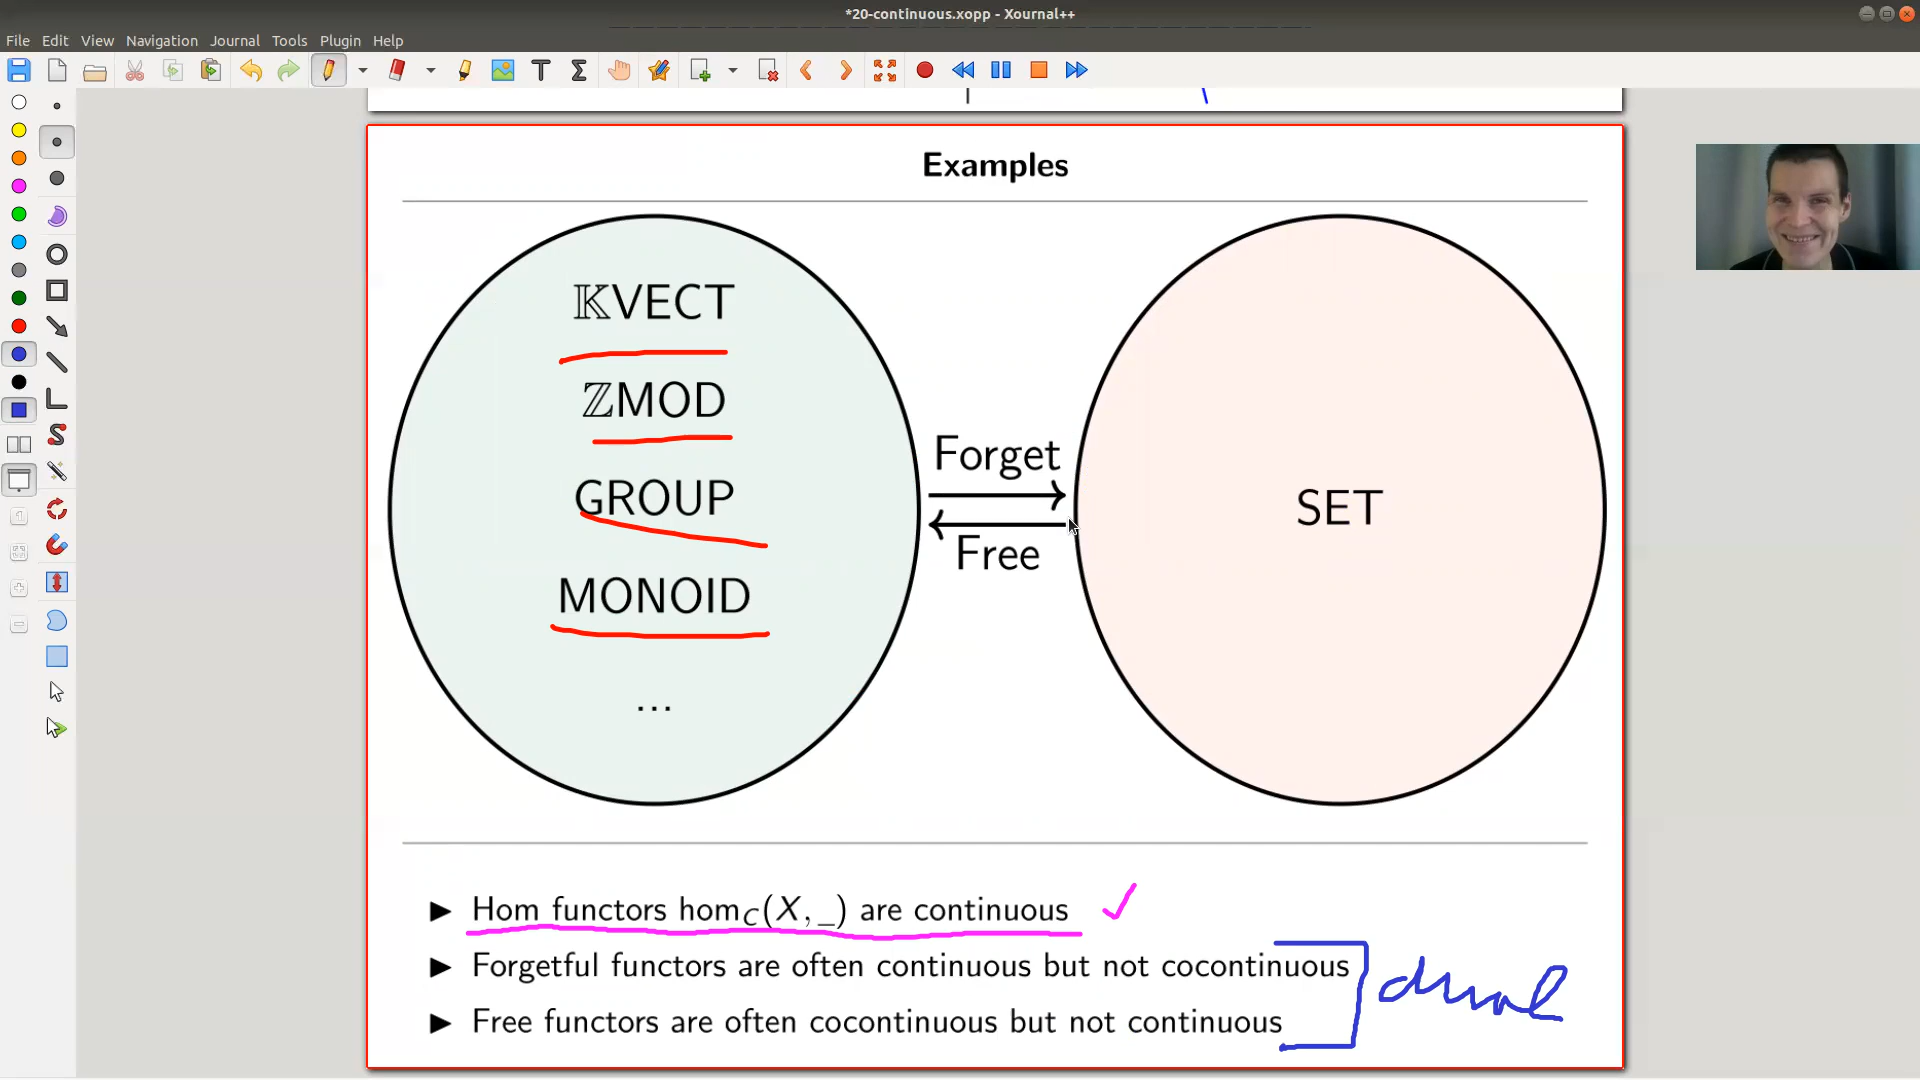 *20-continuous.xopp - Xournal++
File Edit View Navigation Journal Tools Plugin Help
Examples
𝕂VECT
ℤMOD
GROUP
MONOID
...
Forget
Free
SET
▶ Hom functors hom_C(X, _) are continuous ✓
▶ Forgetful functors are often continuous but not cocontinuous
▶ Free functors are often cocontinuous but not continuous
dual